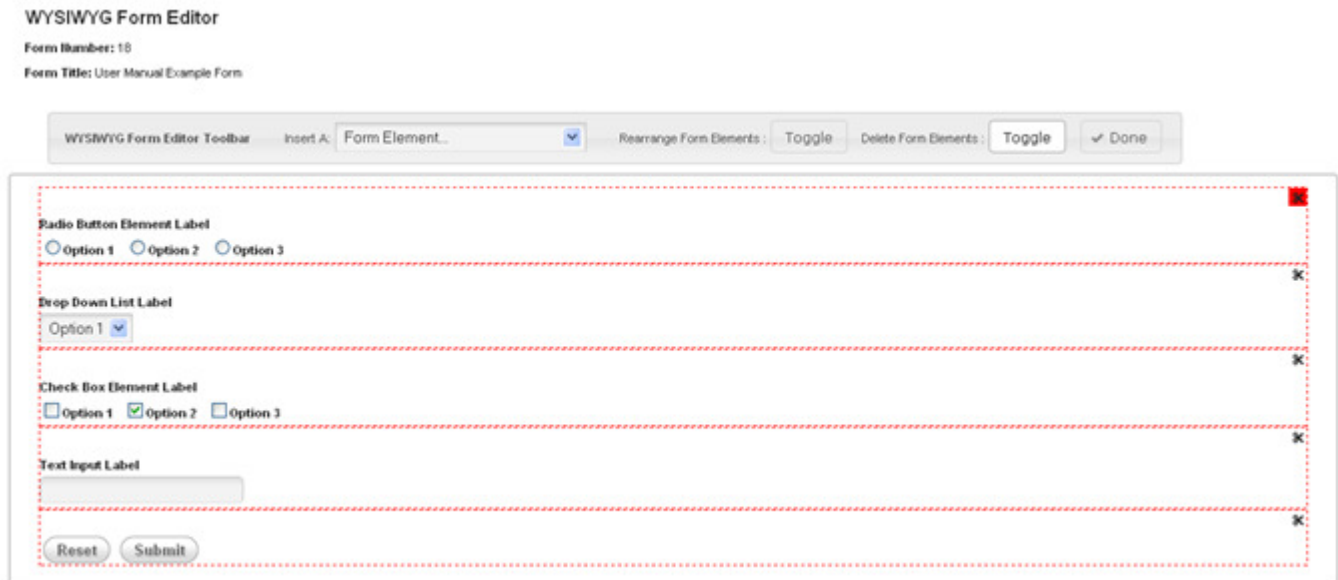 WYSIWYG Form Editor
Form Number: 18
Form Title: User Manual Example Form
WYSIWYG Form Editor Toolbar Insert A: Form Element... Rearrange Form Elements : Toggle Delete Form Elements : Toggle ✔ Done
Radio Button Element Label
Option 1 Option 2 Option 3
Drop Down List Label
Option 1
Check Box Element Label
Option 1 Option 2 Option 3
Text Input Label
Reset Submit